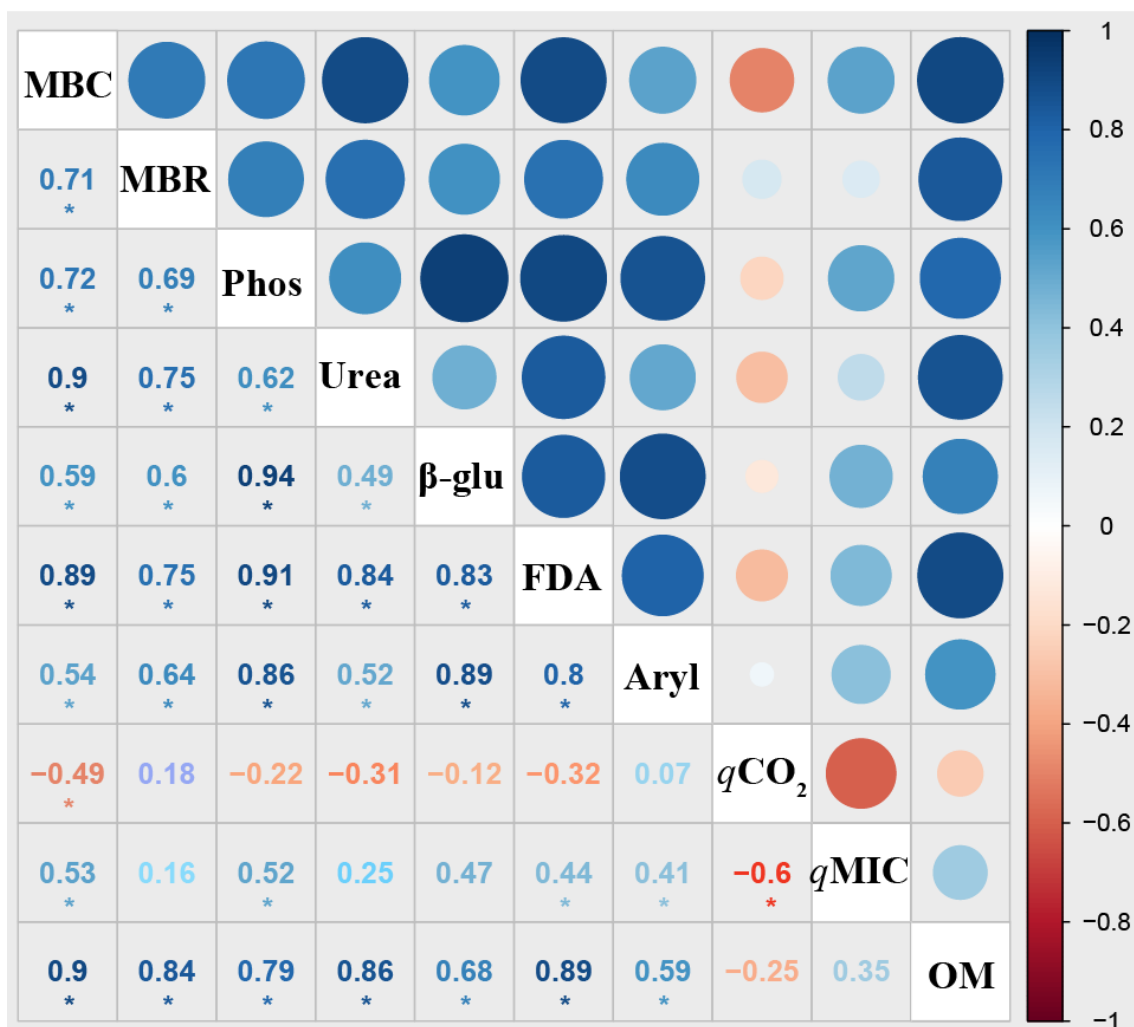 MBC
0.71 MBR
*
0.72 0.69 Phos
* *
0.9 0.75 0.62 Urea
* * *
0.59 0.6 0.94 0.49 β-glu
* * * *
0.89 0.75 0.91 0.84 0.83 FDA
* * * * *
0.54 0.64 0.86 0.52 0.89 0.8 Aryl
* * * * * *
−0.49 0.18 −0.22 −0.31 −0.12 −0.32 0.07 qCO₂
*
0.53 0.16 0.52 0.25 0.47 0.44 0.41 −0.6 qMIC
* * * * *
0.9 0.84 0.79 0.86 0.68 0.89 0.59 −0.25 0.35 OM
* * * * * * *
1
0.8
0.6
0.4
0.2
0
−0.2
−0.4
−0.6
−0.8
−1